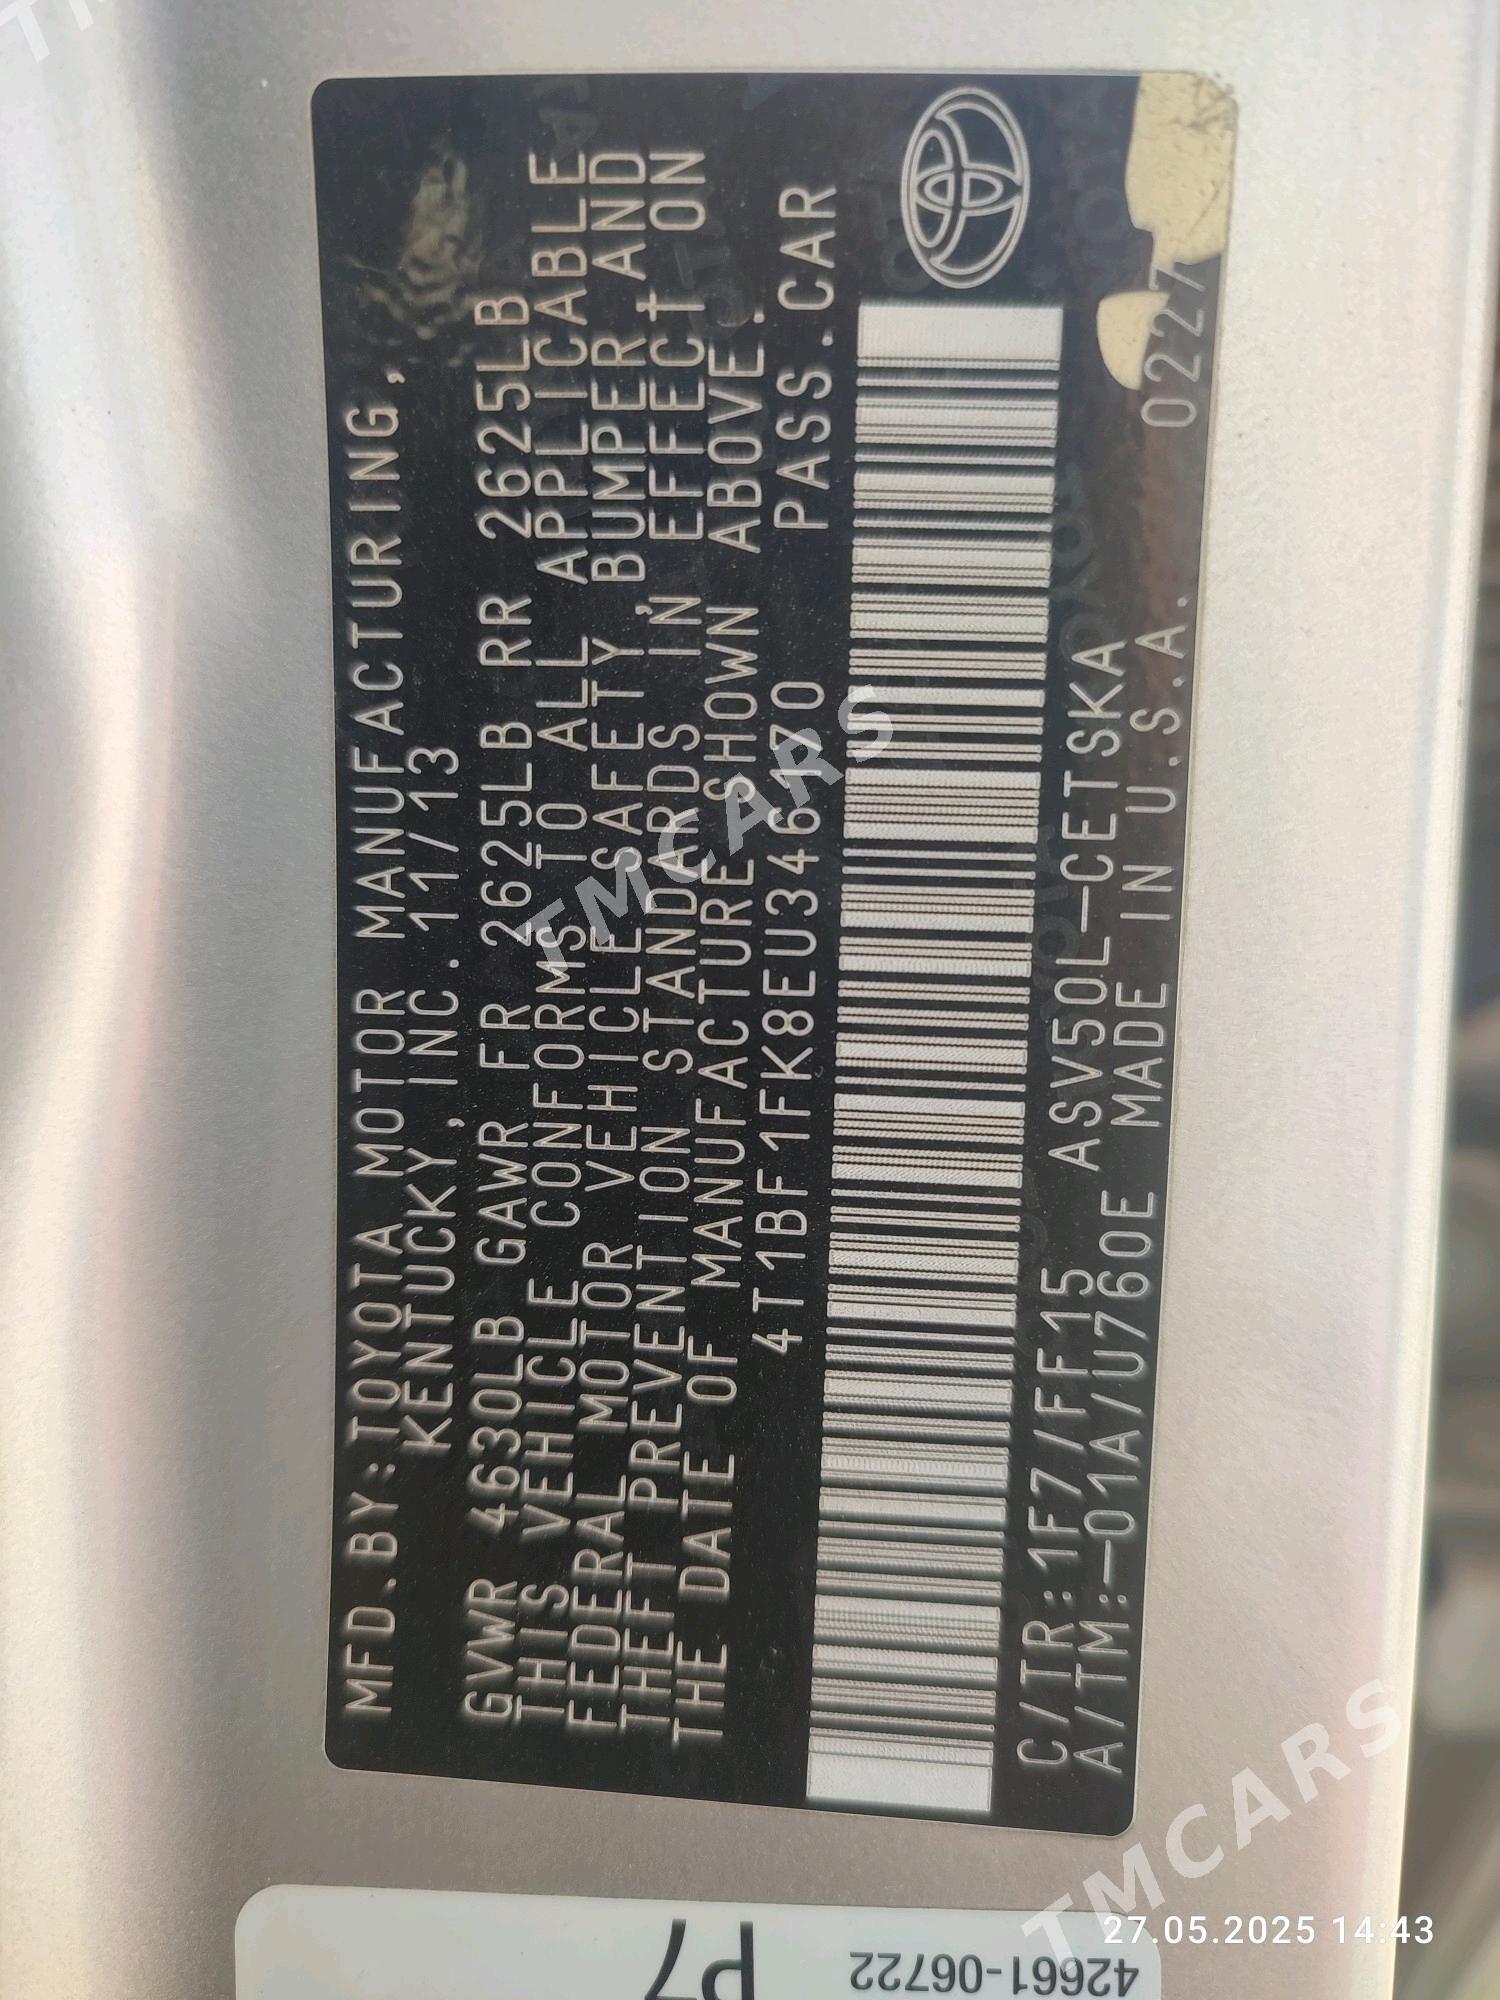 MFD.BY:TOYOTA MOTOR MANUFACTURING,
KENTUCKY,INC. 11/13
GVWR 4630LB GAWR FR 2625LB RR 2625LB
THIS VEHICLE CONFORMS TO ALL APPLICABLE
FEDERAL MOTOR VEHICLE SAFETY,BUMPER AND
THEFT PREVENTION STANDARDS IN EFFECT ON
THE DATE OF MANUFACTURE SHOWN ABOVE.
4T1BF1FK8EU346170 PASS.CAR
C/TR:1F7/FF15 ASV50L-CETSKA
A/TM:-01A/U760E MADE IN U.S.A. 0227
P7
42661-06722
TMCARS
TMCARS
27.05.2025 14:43